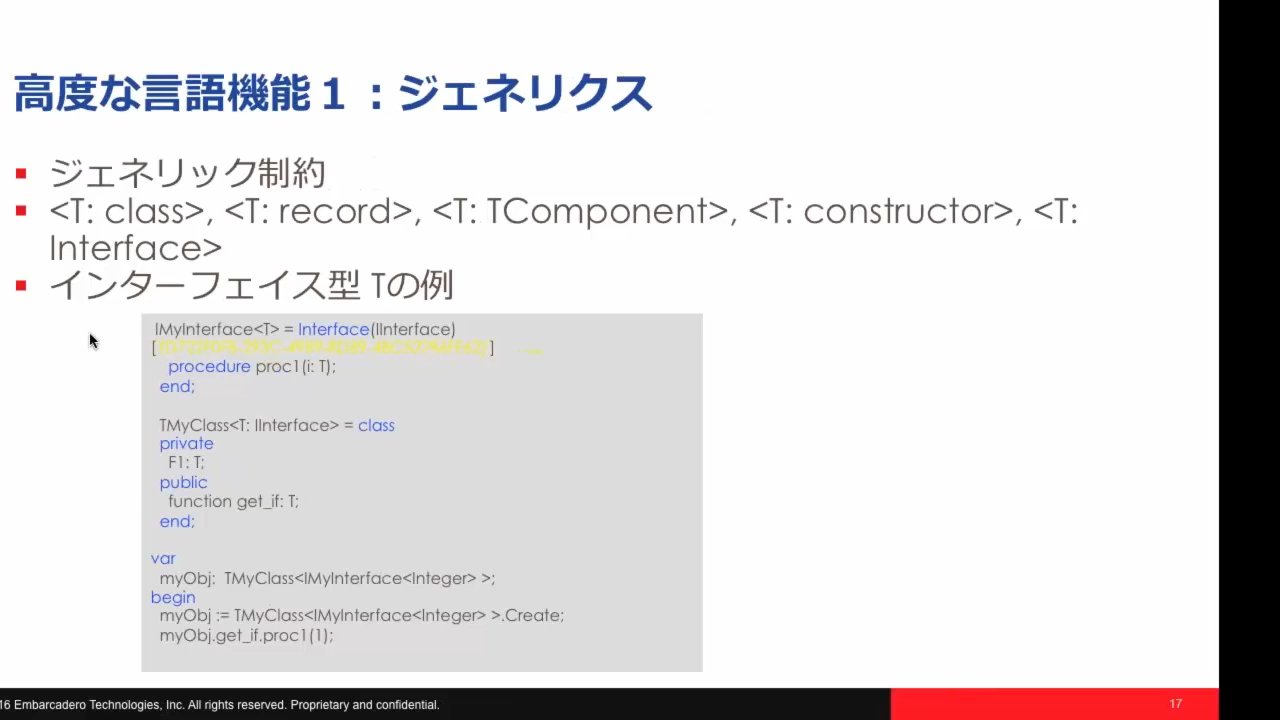 高度な言語機能１：ジェネリクス
ジェネリック制約
<T: class>, <T: record>, <T: TComponent>, <T: constructor>, <T:
Interface>
インターフェイス型 Tの例
IMyInterface<T> = Interface(IInterface)
[ ]
procedure proc1(i: T);
end;
TMyClass<T: IInterface> = class
private
F1: T;
public
function get_if: T;
end;
var
myObj: TMyClass<IMyInterface<Integer> >;
begin
myObj := TMyClass<IMyInterface<Integer> >.Create;
myObj.get_if.proc1(1);
16 Embarcadero Technologies, Inc. All rights reserved. Proprietary and confidential.
17